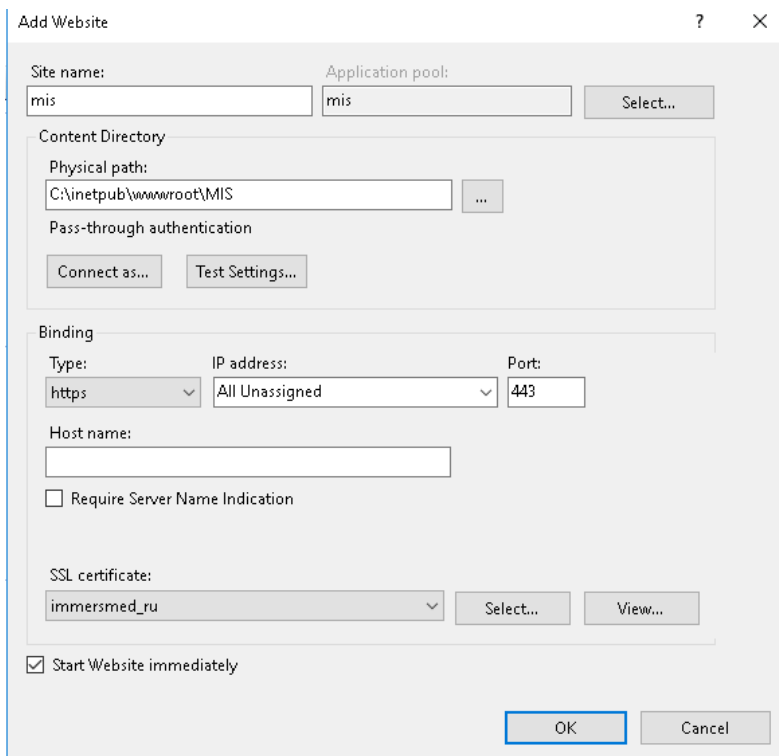 Add Website
?
Site name:
Application pool:
mis
mis
Select...
Content Directory
Physical path:
C:\inetpub\wwwroot\MIS
...
Pass-through authentication
Connect as...
Test Settings...
Binding
Type:
IP address:
Port:
https
All Unassigned
443
Host name:
Require Server Name Indication
SSL certificate:
immersmed_ru
Select...
View...
Start Website immediately
OK
Cancel